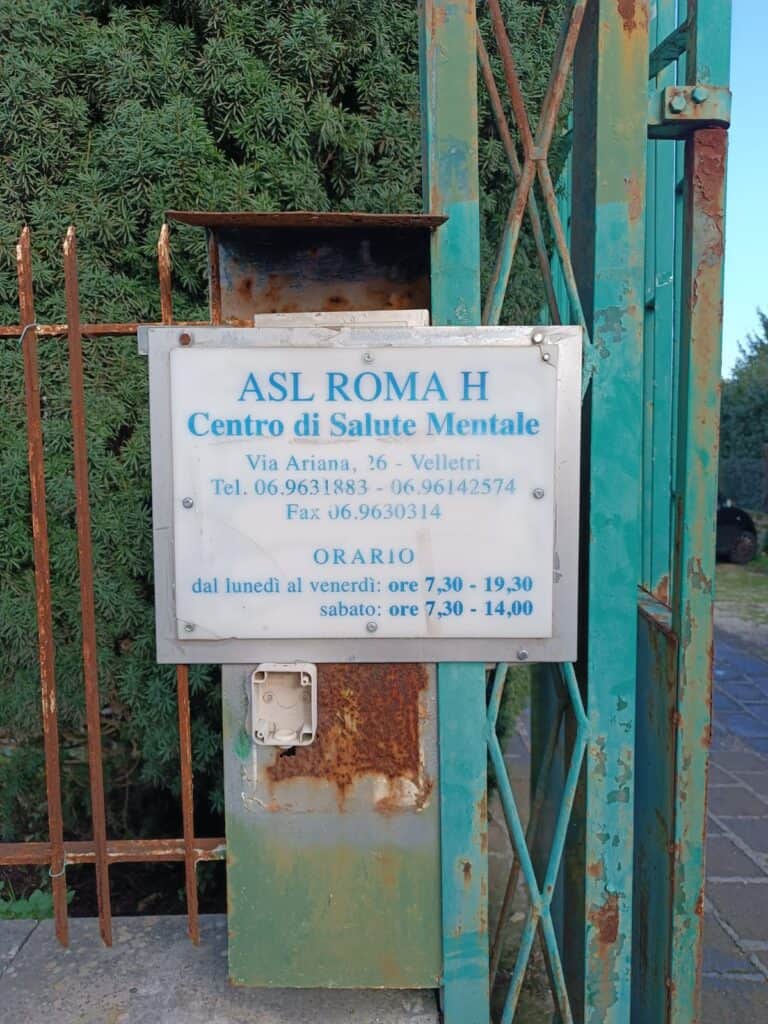 ASL ROMA H
Centro di Salute Mentale
Via Ariana, 26 - Velletri
Tel. 06.9631883 - 06.96142574
Fax 06.9630314
ORARIO
dal lunedì al venerdì: ore 7,30 - 19,30
sabato: ore 7,30 - 14,00